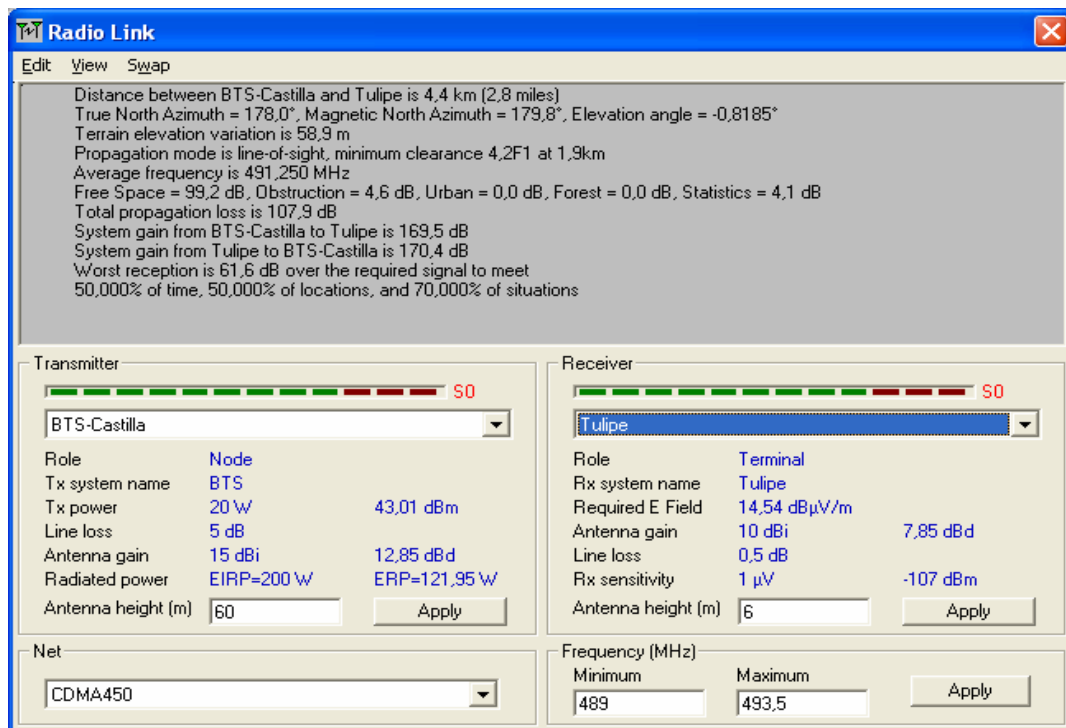 Radio Link
Edit View Swap
Distance between BTS-Castilla and Tulipe is 4,4 km (2,8 miles)
True North Azimuth = 178,0°, Magnetic North Azimuth = 179,8°, Elevation angle = -0,8185°
Terrain elevation variation is 58,9 m
Propagation mode is line-of-sight, minimum clearance 4,2F1 at 1,9km
Average frequency is 491,250 MHz
Free Space = 99,2 dB, Obstruction = 4,6 dB, Urban = 0,0 dB, Forest = 0,0 dB, Statistics = 4,1 dB
Total propagation loss is 107,9 dB
System gain from BTS-Castilla to Tulipe is 169,5 dB
System gain from Tulipe to BTS-Castilla is 170,4 dB
Worst reception is 61,6 dB over the required signal to meet
50,000% of time, 50,000% of locations, and 70,000% of situations
Transmitter
S0
BTS-Castilla
Role Node
Tx system name BTS
Tx power 20 W 43,01 dBm
Line loss 5 dB
Antenna gain 15 dBi 12,85 dBd
Radiated power EIRP=200 W ERP=121,95 W
Antenna height (m) 60 Apply
Receiver
S0
Tulipe
Role Terminal
Rx system name Tulipe
Required E Field 14,54 dBµV/m
Antenna gain 10 dBi 7,85 dBd
Line loss 0,5 dB
Rx sensitivity 1 µV -107 dBm
Antenna height (m) 6 Apply
Net
CDMA450
Frequency (MHz)
Minimum Maximum
489 493,5 Apply